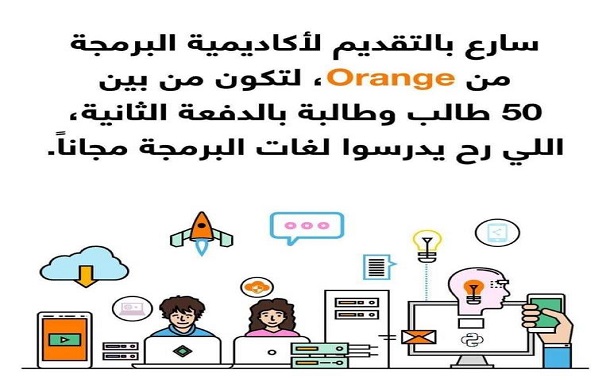 سارع بالتقديم لأكاديمية البرمجة
من Orange، لتكون من بين
50 طالب وطالبة بالدفعة الثانية،
اللي رح يدرسوا لغات البرمجة مجاناً.